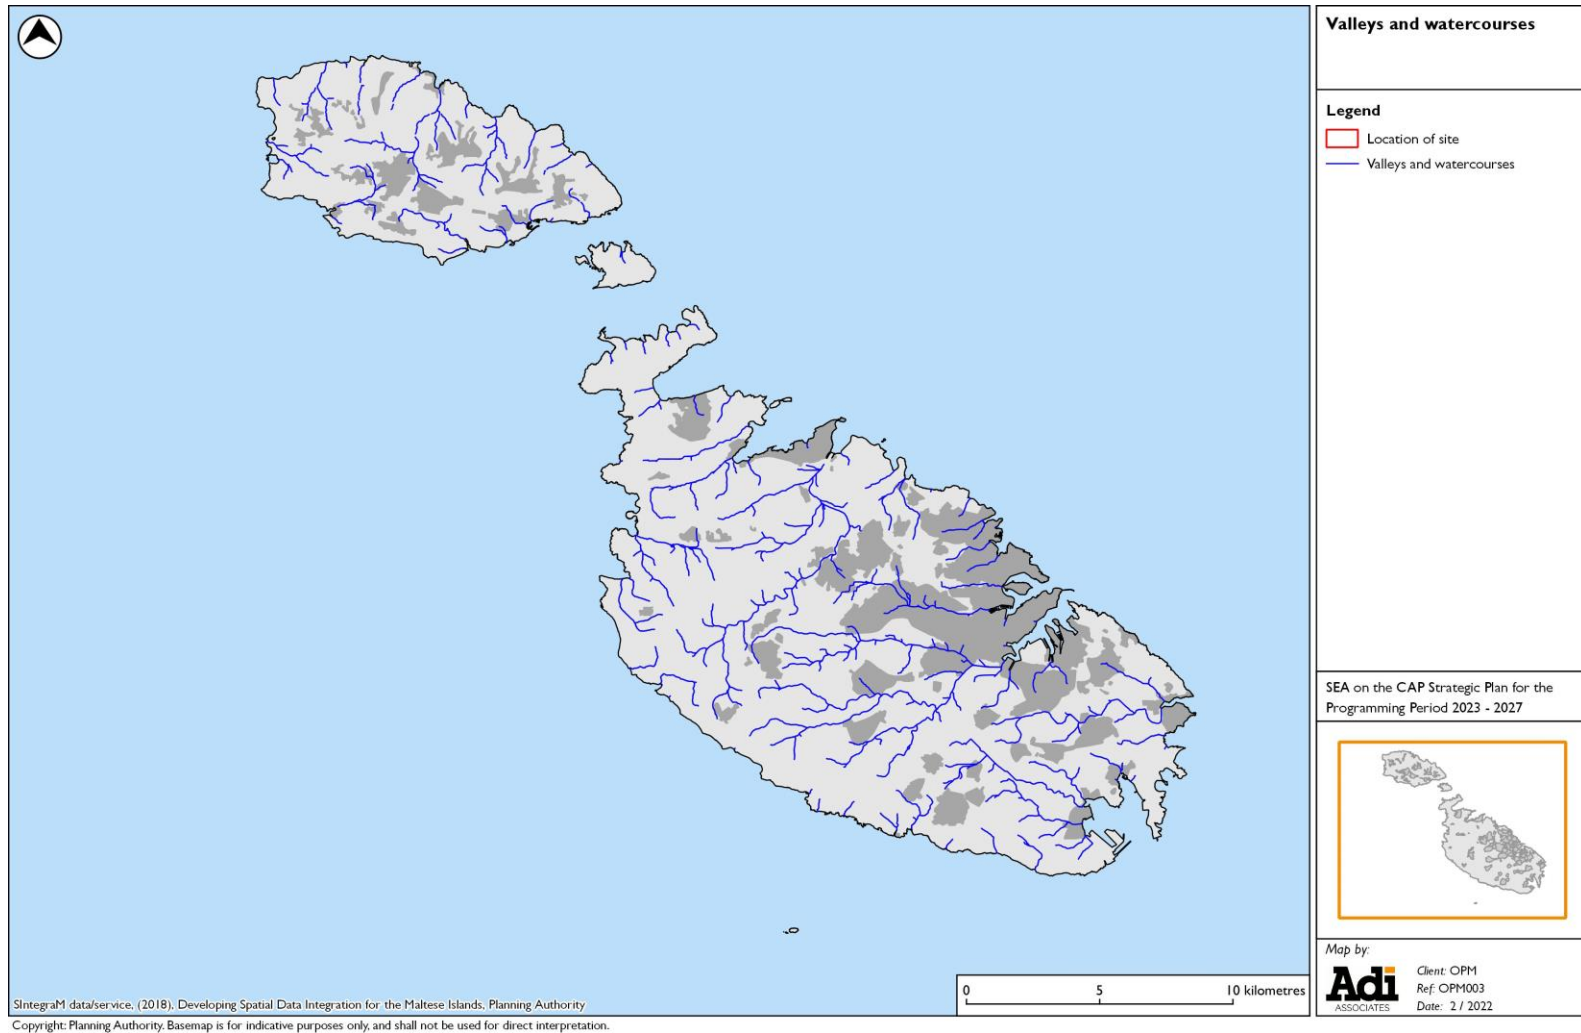 Valleys and watercourses
Legend
Location of site
Valleys and watercourses
SEA on the CAP Strategic Plan for the
Programming Period 2023 - 2027
Map by:
Adi
ASSOCIATES
Client: OPM
Ref: OPM003
Date: 2 / 2022
0 5 10 kilometres
SIntegraM data/service, (2018), Developing Spatial Data Integration for the Maltese Islands, Planning Authority
Copyright: Planning Authority. Basemap is for indicative purposes only, and shall not be used for direct interpretation.